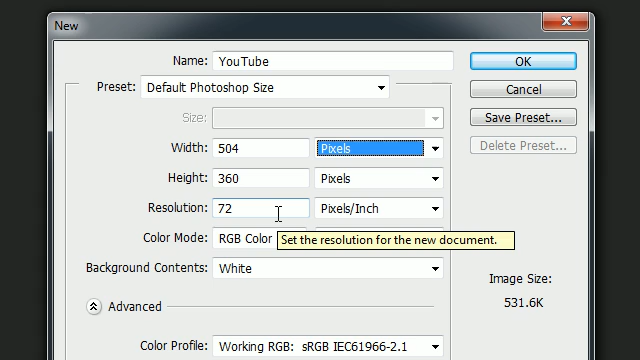 New
Name: YouTube
OK
Preset: Default Photoshop Size
Cancel
Size:
Save Preset...
Width: 504 Pixels
Delete Preset...
Height: 360 Pixels
Resolution: 72 Pixels/Inch
Color Mode: RGB Color
Set the resolution for the new document.
Background Contents: White
Image Size:
531.6K
Advanced
Color Profile: Working RGB: sRGB IEC61966-2.1